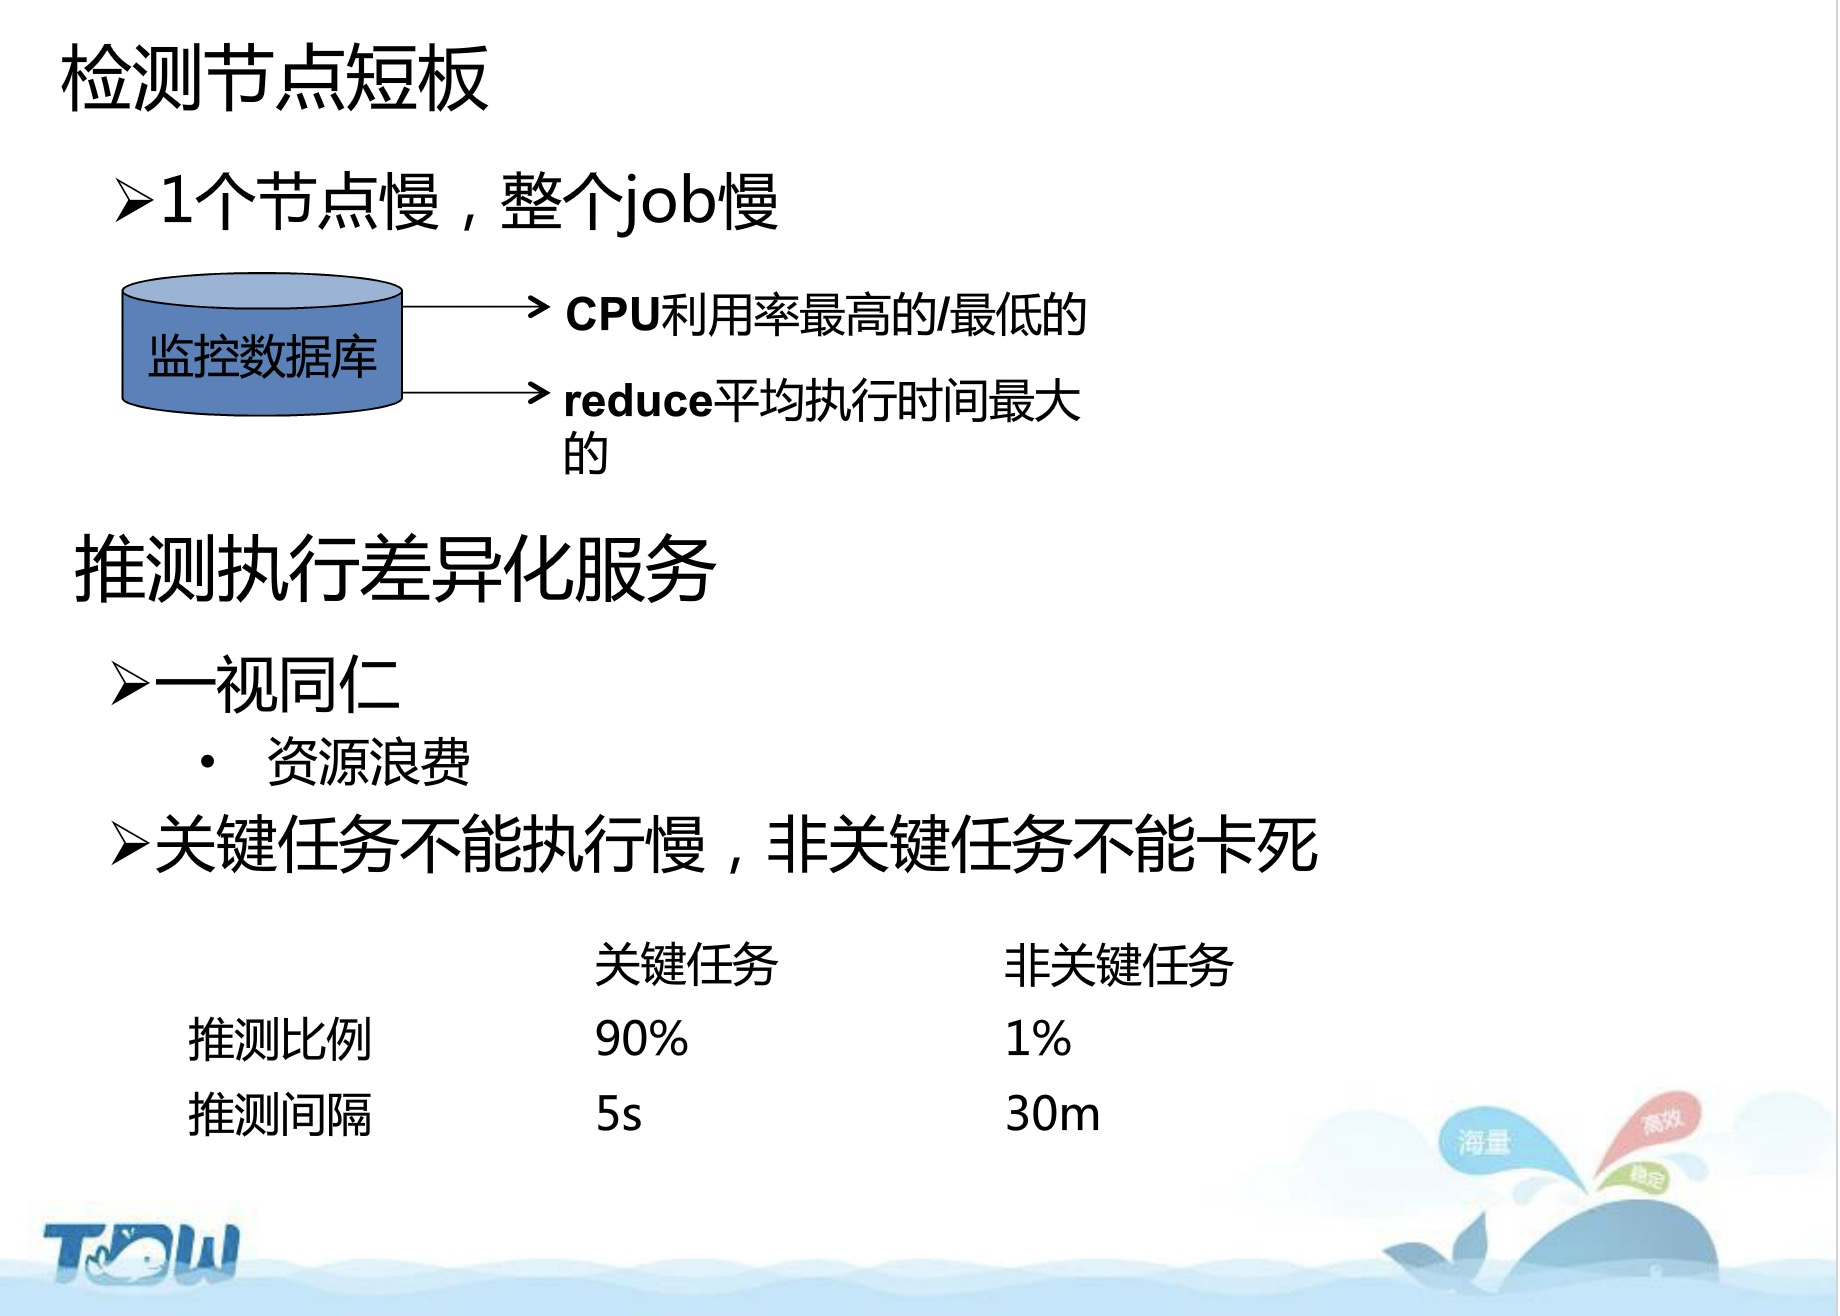 检测节点短板
➢1个节点慢，整个job慢
监控数据库
CPU利用率最高的/最低的
reduce平均执行时间最大
的
推测执行差异化服务
➢一视同仁
• 资源浪费
➢关键任务不能执行慢，非关键任务不能卡死
关键任务 非关键任务
推测比例 90% 1%
推测间隔 5s 30m
海量
高效
稳定
TDW